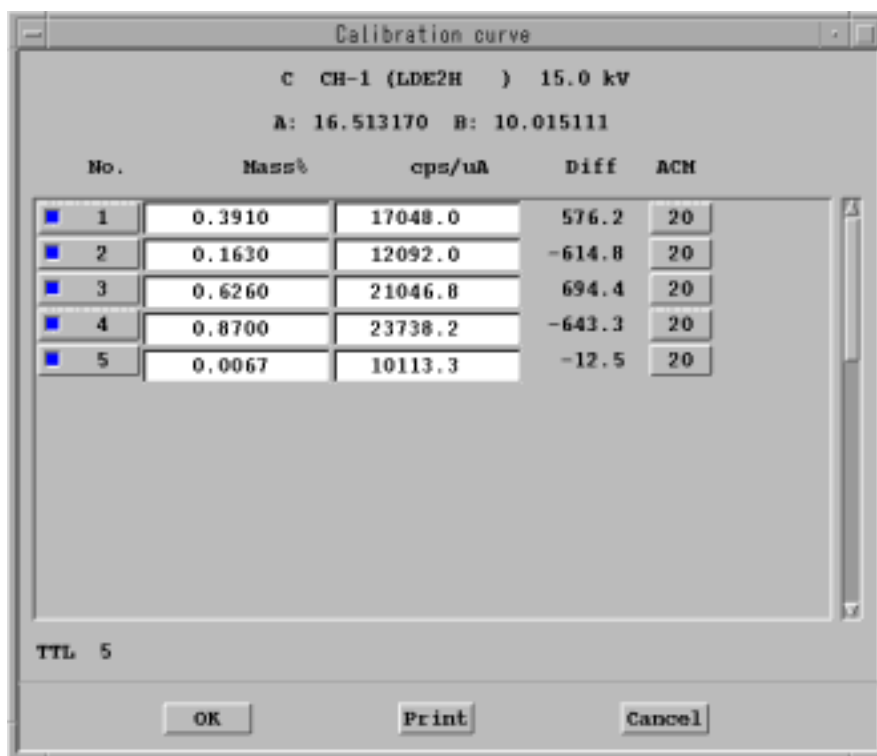 Calibration curve
C CH-1 (LDE2H ) 15.0 kV
A: 16.513170 B: 10.015111
No. Mass% cps/uA Diff ACM
1 0.3910 17048.0 576.2 20
2 0.1630 12092.0 -614.8 20
3 0.6260 21046.8 694.4 20
4 0.8700 23738.2 -643.3 20
5 0.0067 10113.3 -12.5 20
TTL 5
OK Print Cancel